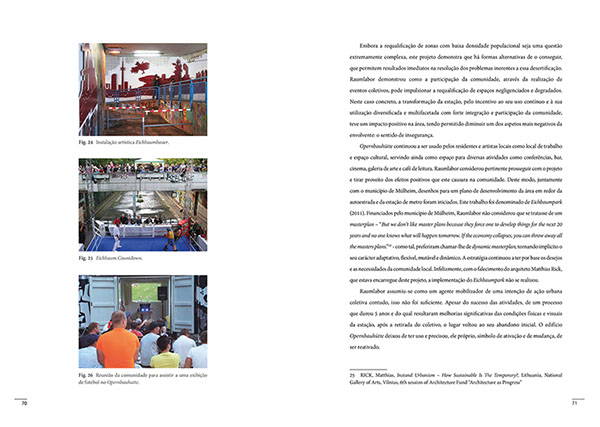 Fig. 24 Instalação artística Eichbaumbauer.
Fig. 25 Eichbaum Countdown.
Fig. 26 Reunião da comunidade para assistir a uma exibição
de futebol no Opernbauhütte.
70
Embora a requalificação de zonas com baixa densidade populacional seja uma questão
extremamente complexa, este projeto demonstra que há formas alternativas de o conseguir,
que permitem resultados imediatos na resolução dos problemas inerentes a essa desertificação.
Raumlabor demonstrou como a participação da comunidade, através da realização de
eventos coletivos, pode impulsionar a requalificação de espaços negligenciados e degradados.
Neste caso concreto, a transformação da estação, pelo incentivo ao seu uso contínuo e à sua
utilização diversificada e multifacetada com forte integração e participação da comunidade,
teve um impacto positivo na área, tendo permitido diminuir um dos aspetos mais negativos da
envolvente: o sentido de insegurança.
Opernbauhütte continuou a ser usado pelos residentes e artistas locais como local de trabalho
e espaço cultural, servindo ainda como espaço para diversas atividades como conferências, bar,
cinema, galeria de arte e café de leitura. Raumlabor considerou pertinente prosseguir com o projeto
e tirar proveito dos efeitos positivos que este causara na comunidade. Deste modo, juntamente
com o município de Mülheim, desenhos para um plano de desenvolvimento da área em redor da
autoestrada e da estação de metro foram iniciados. Este trabalho foi denominado de Eichbaumpark
(2011). Financiados pelo município de Mülheim, Raumlabor não considerou que se tratasse de um
masterplan – "But we don't like master plans because they force one to develop things for the next 20
years and no one knows what will happen tomorrow. If the economy collapses, you can throw away all
the masters plans." - como tal, preferiram chamar-lhe de dynamic masterplan, tornando implícito o
seu carácter adaptativo, flexível, mutável e dinâmico. A estratégia continuou a ter por base os desejos
e as necessidades da comunidade local. Infelizmente, com o falecimento do arquiteto Matthias Rick,
que estava encarregue deste projeto, a implementação do Eichbaumpark não se realizou.
Raumlabor assumiu-se como um agente mobilizador de uma intenção de ação urbana
coletiva contudo, isso não foi suficiente. Apesar do sucesso das atividades, de um processo
que durou 5 anos e do qual resultaram melhorias significativas das condições físicas e visuais
da estação, após a retirada do coletivo, o lugar voltou ao seu abandono inicial. O edifício
Opernbauhütte deixou de ter uso e precisou, ele próprio, símbolo de ativação e de mudança, de
ser reativado.
25 RICK, Matthias, Instand Urbanism – How Sustainable Is The Temporary?, Lithuania, National
Gallery of Arts, Vilnius, 6th session of Architecture Fund "Architecture as Progress"
71